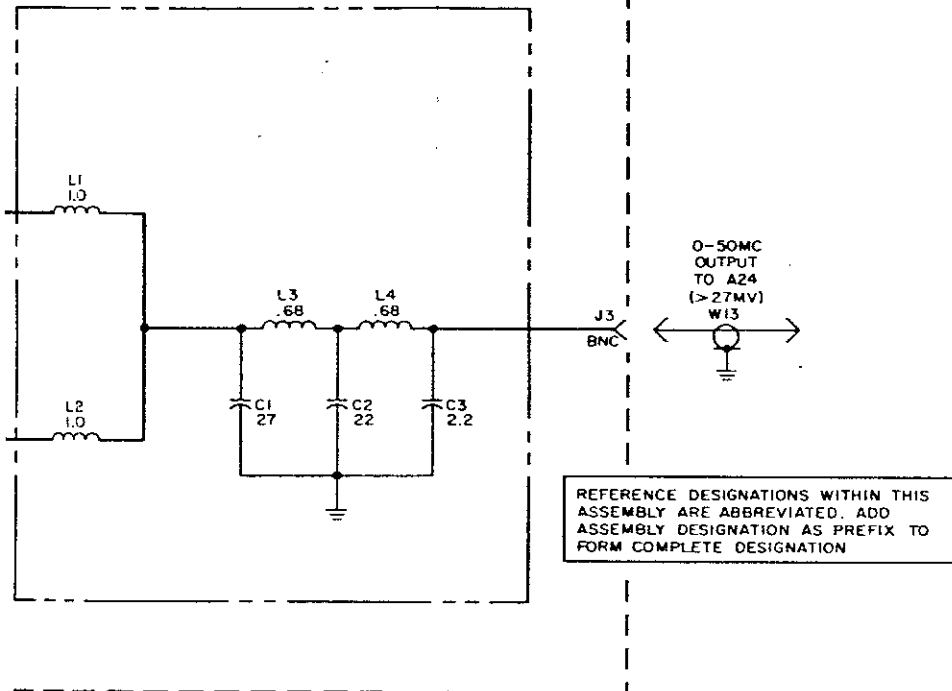 L1
1.0
0-50MC
OUTPUT
TO A24
(>27MV)
W13
L3
.68
L4
.68
J3
BNC
L2
1.0
C1
27
C2
22
C3
2.2
REFERENCE DESIGNATIONS WITHIN THIS
ASSEMBLY ARE ABBREVIATED. ADD
ASSEMBLY DESIGNATION AS PREFIX TO
FORM COMPLETE DESIGNATION